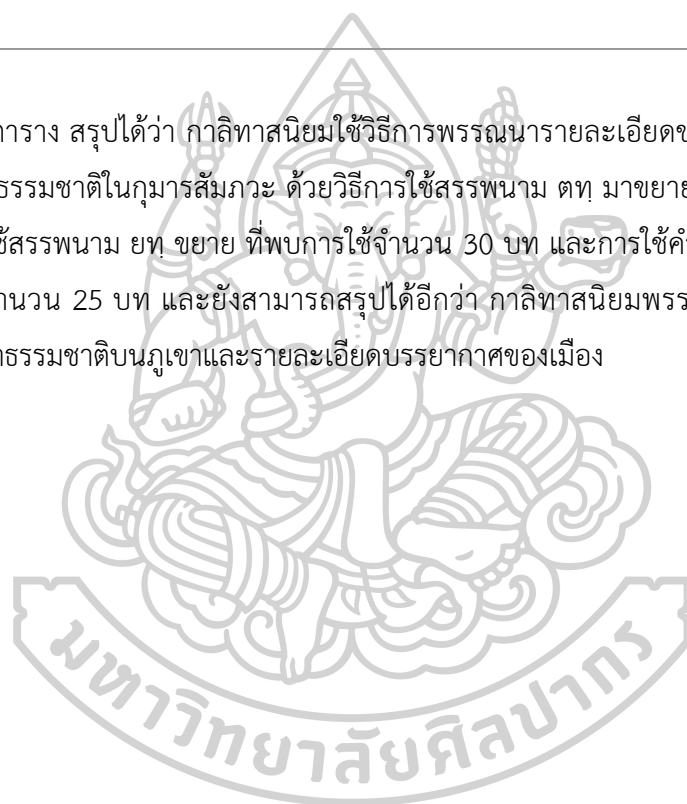 ตาราง สรุปได้ว่า กาลิทาสนิยมใช้วิธีการพรรณนารายละเอียดข
ธรรมชาติในกุมารสัมภวะ ด้วยวิธีการใช้สรรพนาม ตทฺ มาขยาย
ช้สรรพนาม ยทฺ ขยาย ที่พบการใช้จำนวน 30 บท และการใช้คำ
จำนวน 25 บท และยังสามารถสรุปได้อีกว่า กาลิทาสนิยมพรร
ธรรมชาติบนภูเขาและรายละเอียดบรรยากาศของเมือง
มหาวิทยาลัยศิลปากร